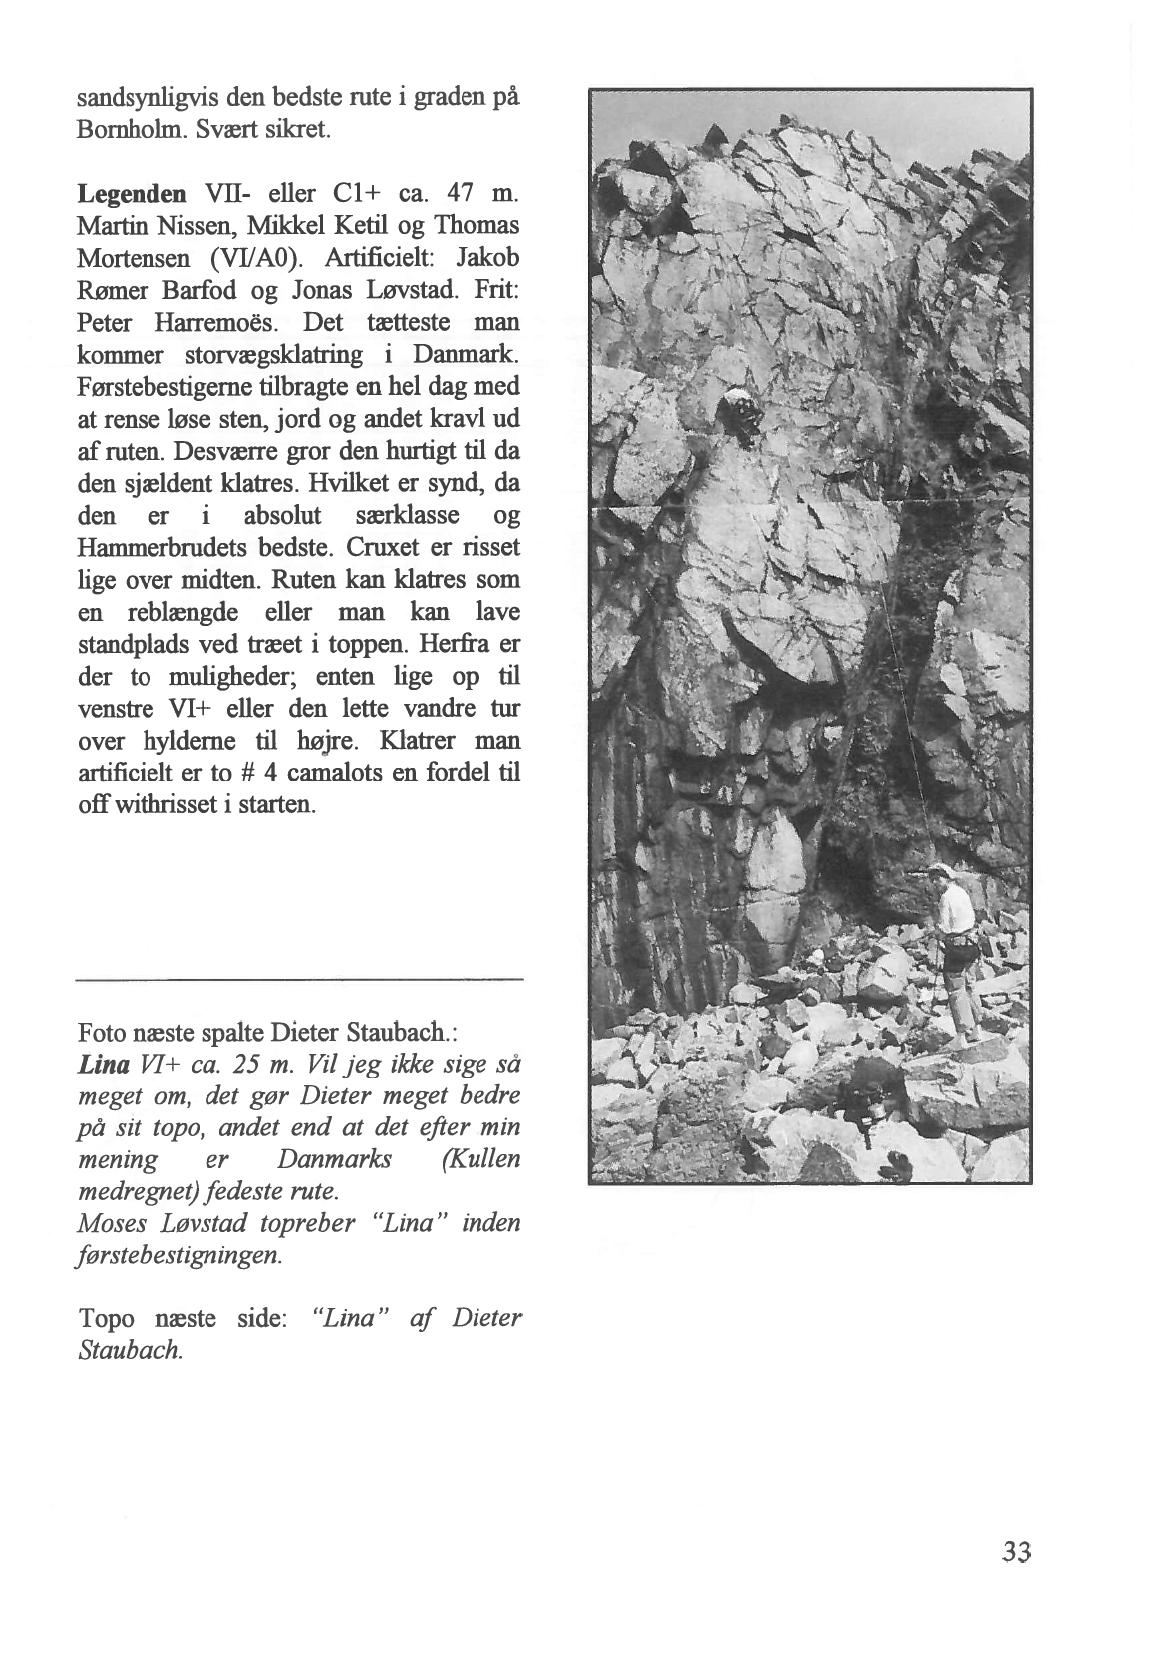 sandsynligvis den bedste rute i graden på
Bornholm. Svært sikret.
Legenden VII- eller C1+ ca. 47 m.
Martin Nissen, Mikkel Ketil og Thomas
Mortensen (VI/A0). Artificielt: Jakob
Rømer Barfod og Jonas Løvstad. Frit:
Peter Harremoës. Det tætteste man
kommer storvægsklatring i Danmark.
Førstebestigerne tilbragte en hel dag med
at rense løse sten, jord og andet kravl ud
af ruten. Desværre gror den hurtigt til da
den sjældent klatres. Hvilket er synd, da
den er i absolut særklasse og
Hammerbrudets bedste. Cruxet er risset
lige over midten. Ruten kan klatres som
en reblængde eller man kan lave
standplads ved træet i toppen. Herfra er
der to muligheder; enten lige op til
venstre VI+ eller den lette vandre tur
over hylderne til højre. Klatrer man
artificielt er to # 4 camalots en fordel til
off withrisset i starten.
Foto næste spalte Dieter Staubach.:
Lina VI+ ca. 25 m. Vil jeg ikke sige så
meget om, det gør Dieter meget bedre
på sit topo, andet end at det efter min
mening er Danmarks (Kullen
medregnet) fedeste rute.
Moses Løvstad topreber “Lina” inden
førstebestigningen.
Topo næste side: “Lina” af Dieter
Staubach.
33